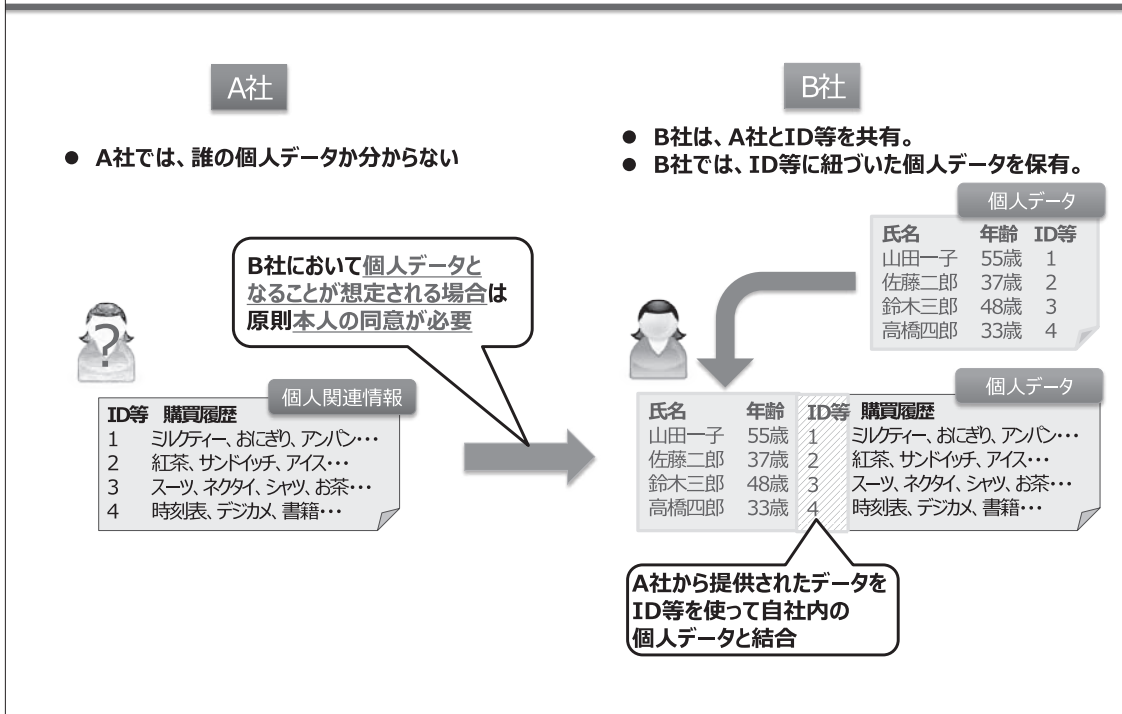 A社
● A社では、誰の個人データか分からない
B社において個人データと
なることが想定される場合は
原則本人の同意が必要
?
個人関連情報
ID等 購買履歴
1 ミルクティー、おにぎり、アンパン・・・
2 紅茶、サンドイッチ、アイス・・・
3 スーツ、ネクタイ、シャツ、お茶・・・
4 時刻表、デジカメ、書籍・・・
B社
● B社は、A社とID等を共有。
● B社では、ID等に紐づいた個人データを保有。
個人データ
氏名 年齢 ID等
山田一子 55歳 1
佐藤二郎 37歳 2
鈴木三郎 48歳 3
高橋四郎 33歳 4
個人データ
氏名 年齢 ID等 購買履歴
山田一子 55歳 1 ミルクティー、おにぎり、アンパン・・・
佐藤二郎 37歳 2 紅茶、サンドイッチ、アイス・・・
鈴木三郎 48歳 3 スーツ、ネクタイ、シャツ、お茶・・・
高橋四郎 33歳 4 時刻表、デジカメ、書籍・・・
A社から提供されたデータを
ID等を使って自社内の
個人データと結合